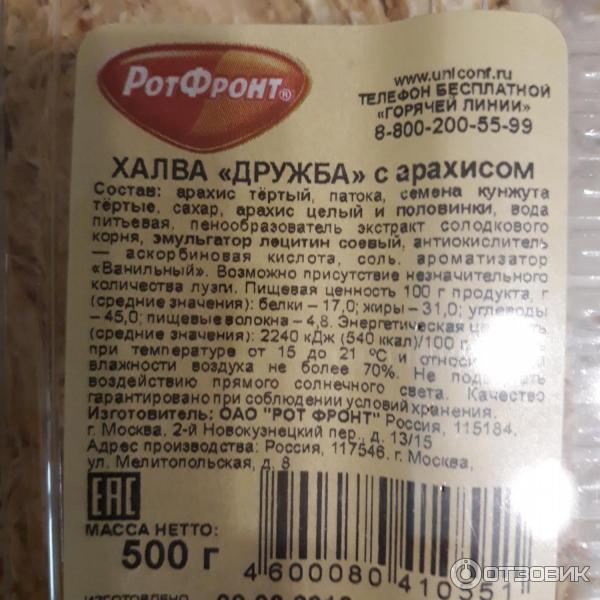 РотФронт®
www.uniconf.ru
ТЕЛЕФОН БЕСПЛАТНОЙ
«ГОРЯЧЕЙ ЛИНИИ»
8-800-200-55-99
ХАЛВА «ДРУЖБА» с арахисом
Состав: арахис тёртый, патока, семена кунжута
тёртые, сахар, арахис целый и половинки, вода
питьевая, пенообразователь экстракт солодкового
корня, эмульгатор лецитин соевый, антиокислитель
— аскорбиновая кислота, соль, ароматизатор
«Ванильный». Возможно присутствие незначительного
количества лузги. Пищевая ценность 100 г продукта, г
(средние значения): белки – 17,0; жиры – 31,0; углеводы
– 45,0; пищевые волокна – 4,8. Энергетическая
(средние значения): 2240 кДж (540 ккал)/100 г.
при температуре от 15 до 21 °С и
влажности воздуха не более 70%. Не
воздействию прямого солнечного света. Качество
гарантировано при соблюдении условий хранения.
Изготовитель: ОАО "РОТ ФРОНТ" Россия, 115184,
г. Москва, 2-й Новокузнецкий пер., д. 13/15
Адрес производства: Россия, 117546, г. Москва,
ул. Мелитопольская, д. 8
ЕАС
МАССА НЕТТО:
500 г
4 600080 410351
ИЗГОТОВЛЕНО
ОТЗОВИК